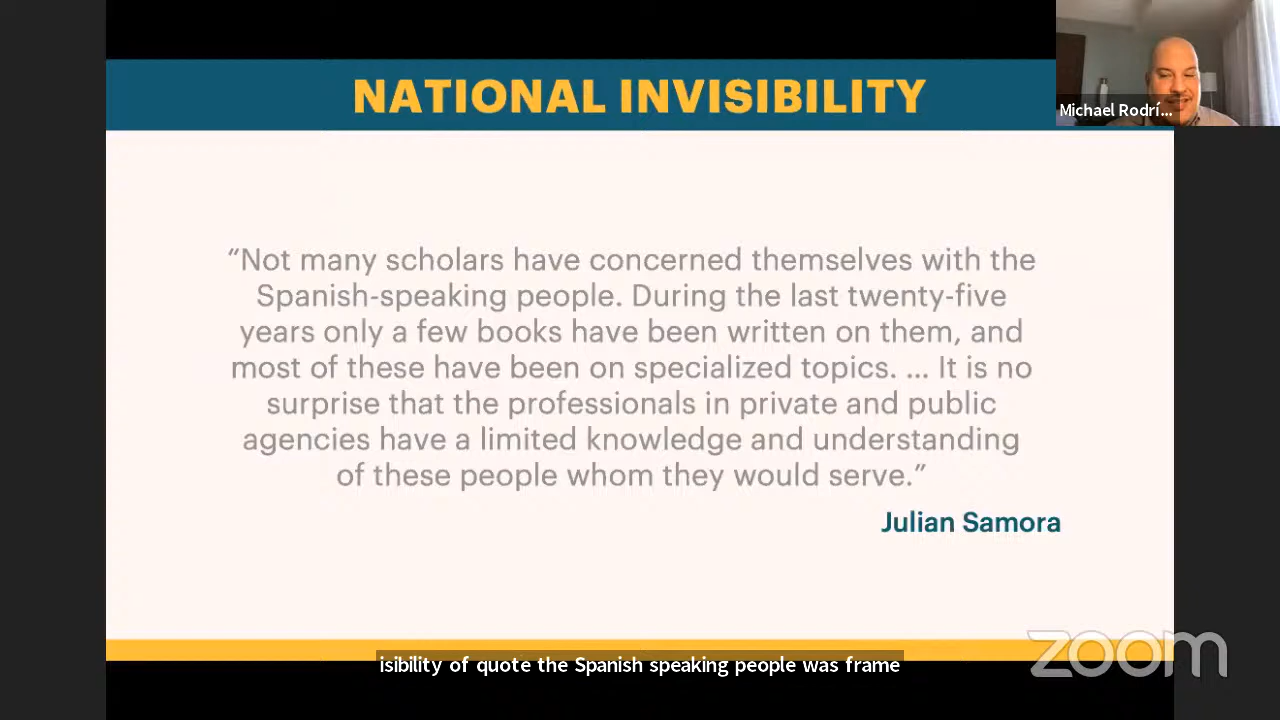 NATIONAL INVISIBILITY
Michael Rodrí...
“Not many scholars have concerned themselves with the
Spanish-speaking people. During the last twenty-five
years only a few books have been written on them, and
most of these have been on specialized topics. ... It is no
surprise that the professionals in private and public
agencies have a limited knowledge and understanding
of these people whom they would serve.”
Julian Samora
isibility of quote the Spanish speaking people was frame
zoom